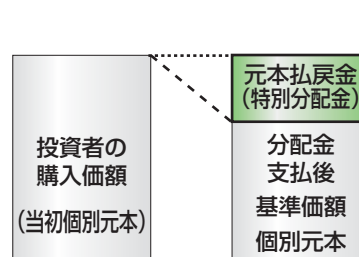 投資者の
購入価額
(当初個別元本)
元本払戻金
(特別分配金)
分配金
支払後
基準価額
個別元本